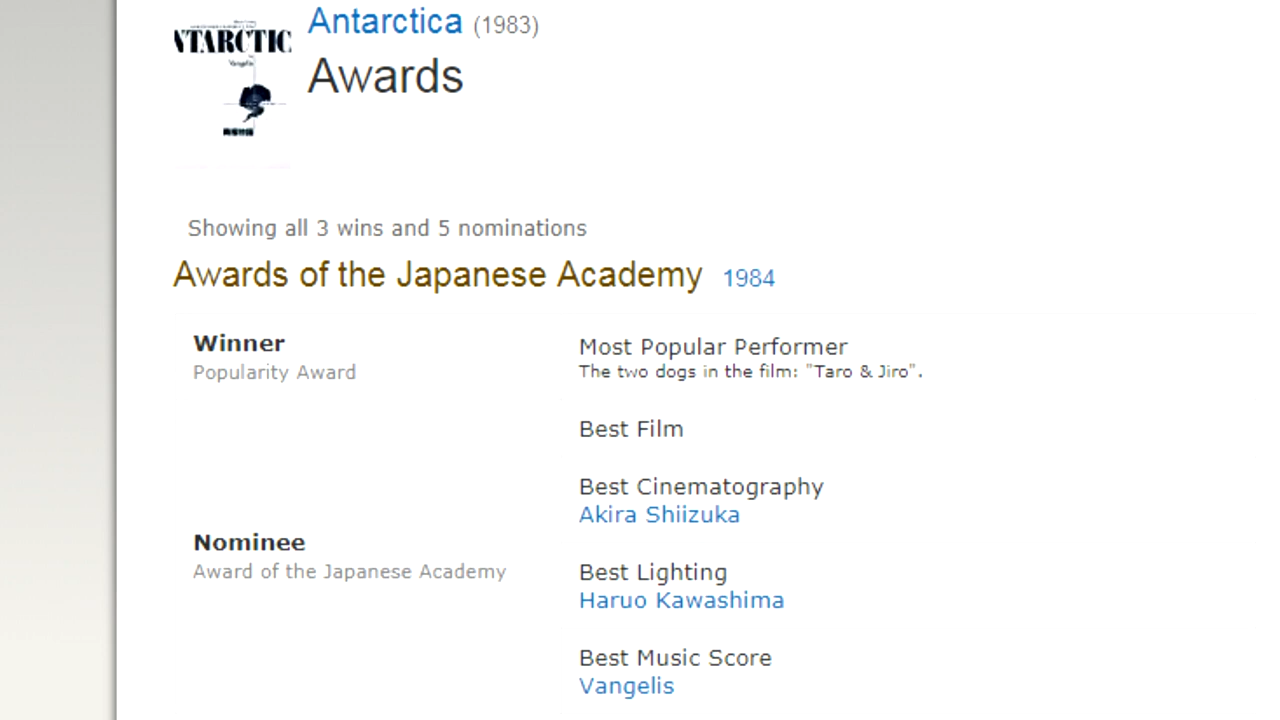 Antarctica (1983)
Awards
NTARCTIC
Vangelis
Showing all 3 wins and 5 nominations
Awards of the Japanese Academy 1984
Winner
Popularity Award
Most Popular Performer
The two dogs in the film: "Taro & Jiro".
Nominee
Award of the Japanese Academy
Best Film
Best Cinematography
Akira Shiizuka
Best Lighting
Haruo Kawashima
Best Music Score
Vangelis